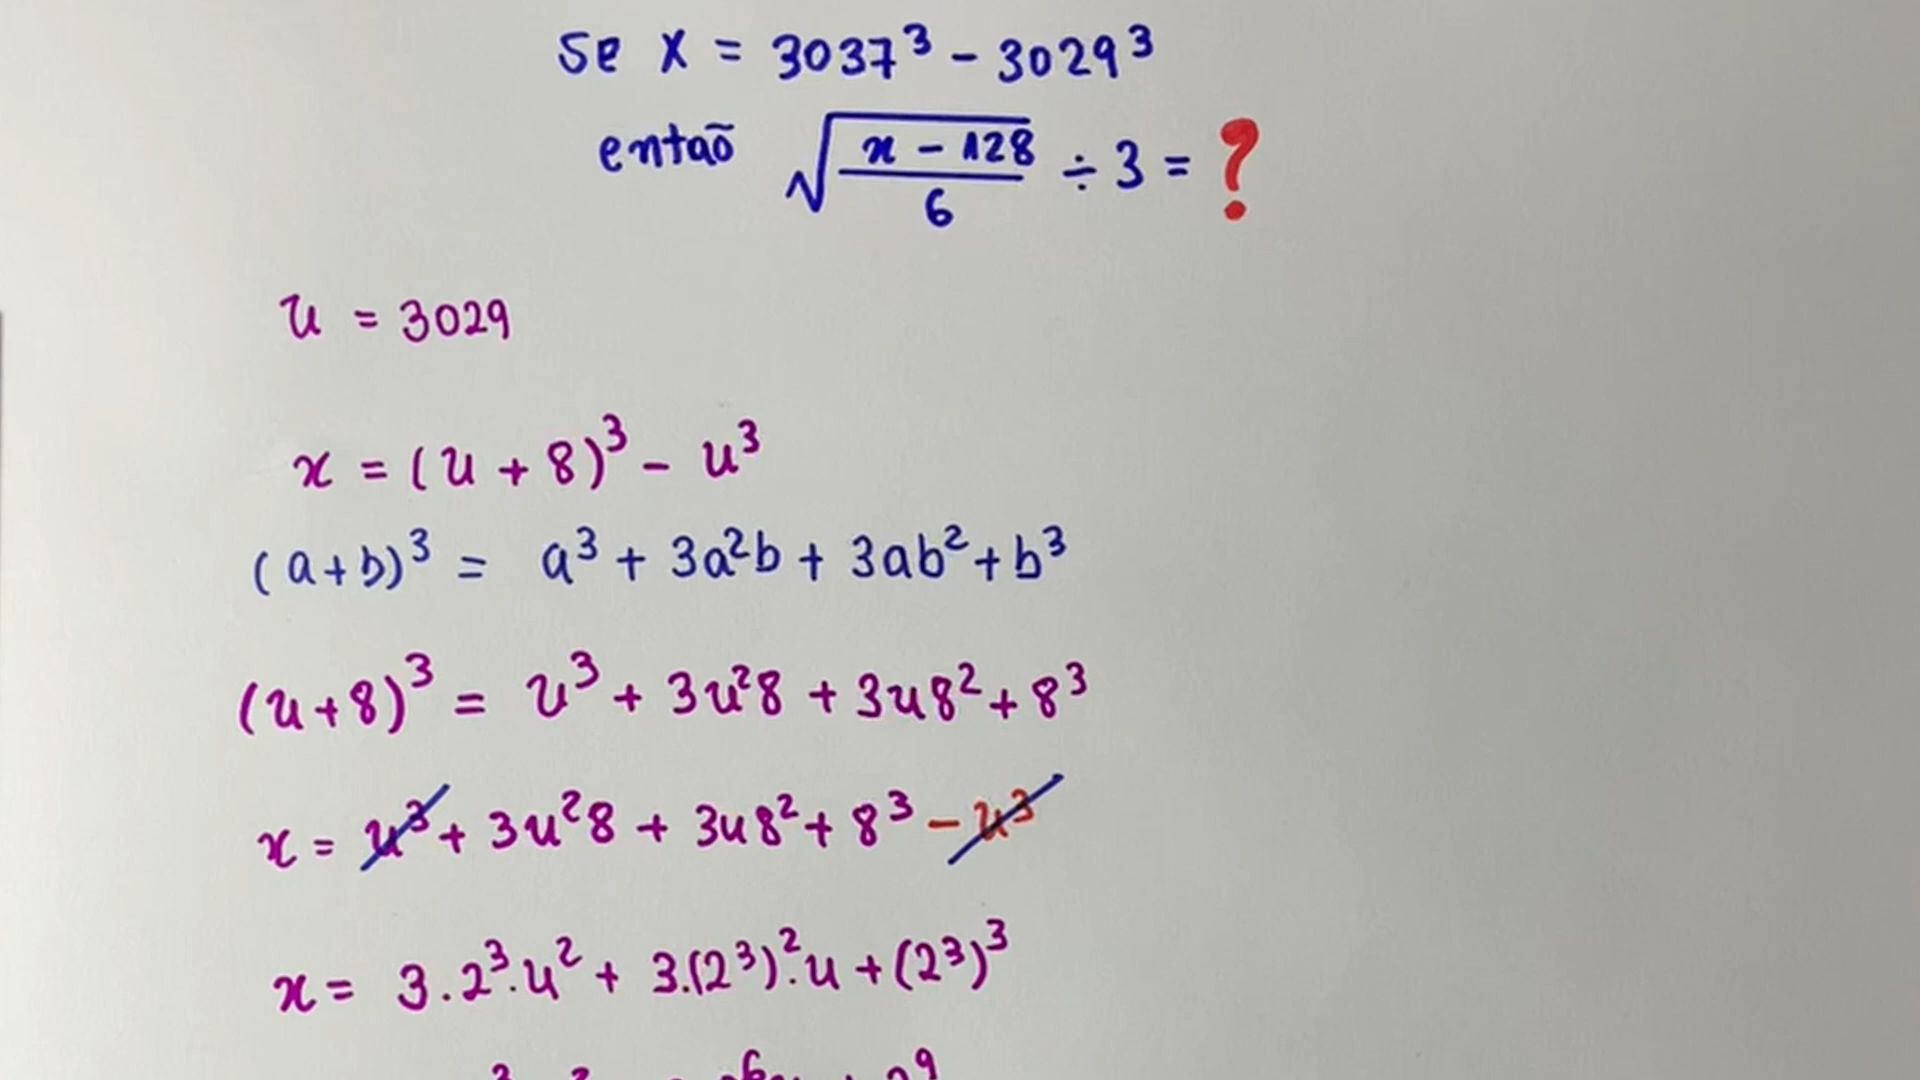 se x = 3037³ - 3029³
então √((x - 128)/6) ÷ 3 = ?
u = 3029
x = (u + 8)³ - u³
(a+b)³ = a³ + 3a²b + 3ab² + b³
(u+8)³ = u³ + 3u²8 + 3u8² + 8³
x = u³ + 3u²8 + 3u8² + 8³ - u³
x = 3.2³.u² + 3.(2³)².u + (2³)³